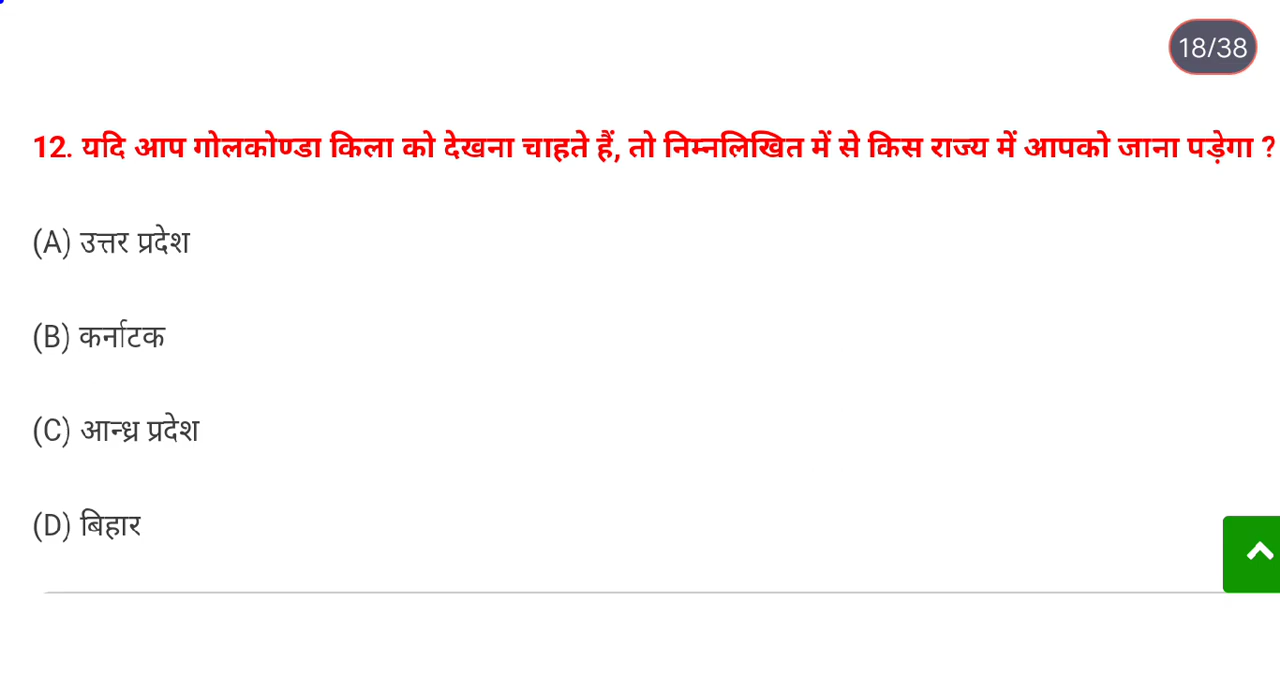 18/38
12. यदि आप गोलकोण्डा किला को देखना चाहते हैं, तो निम्नलिखित में से किस राज्य में आपको जाना पड़ेगा ?
(A) उत्तर प्रदेश
(B) कर्नाटक
(C) आन्ध्र प्रदेश
(D) बिहार